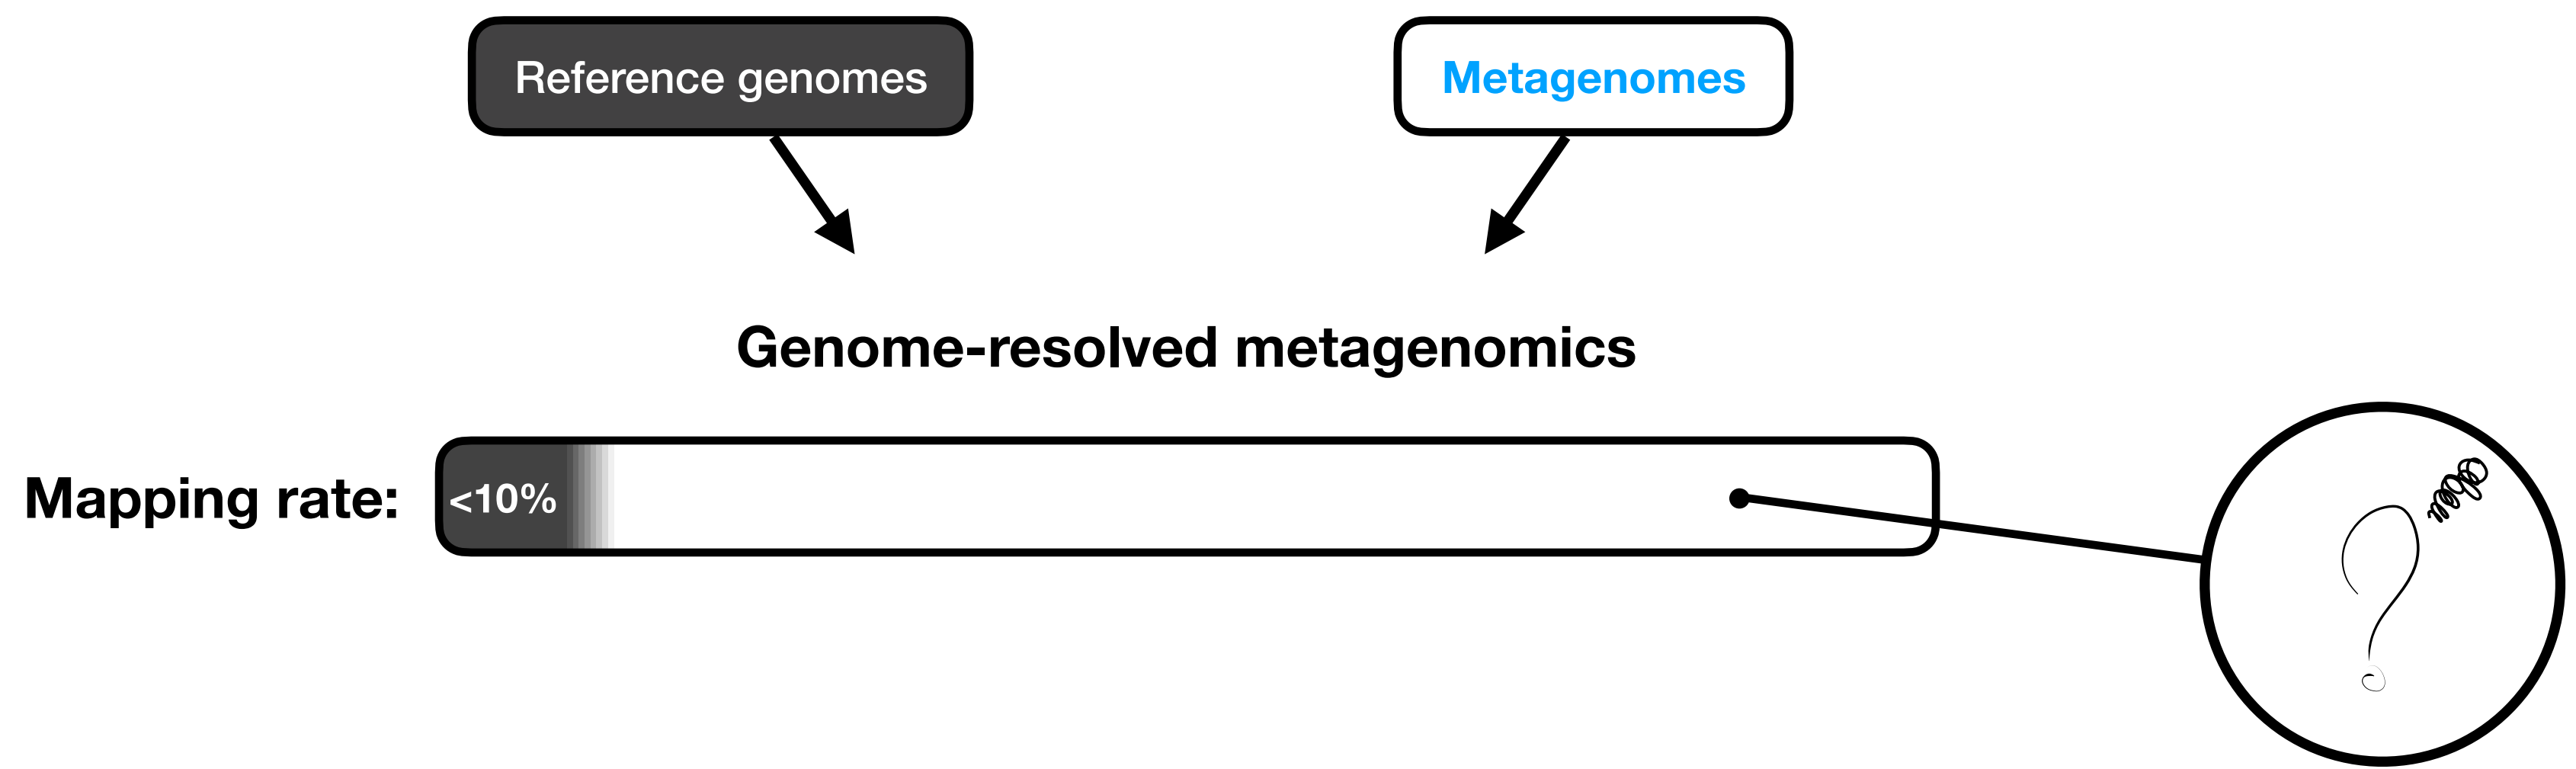 Reference genomes
Metagenomes
Genome-resolved metagenomics
Mapping rate:
<10%
?